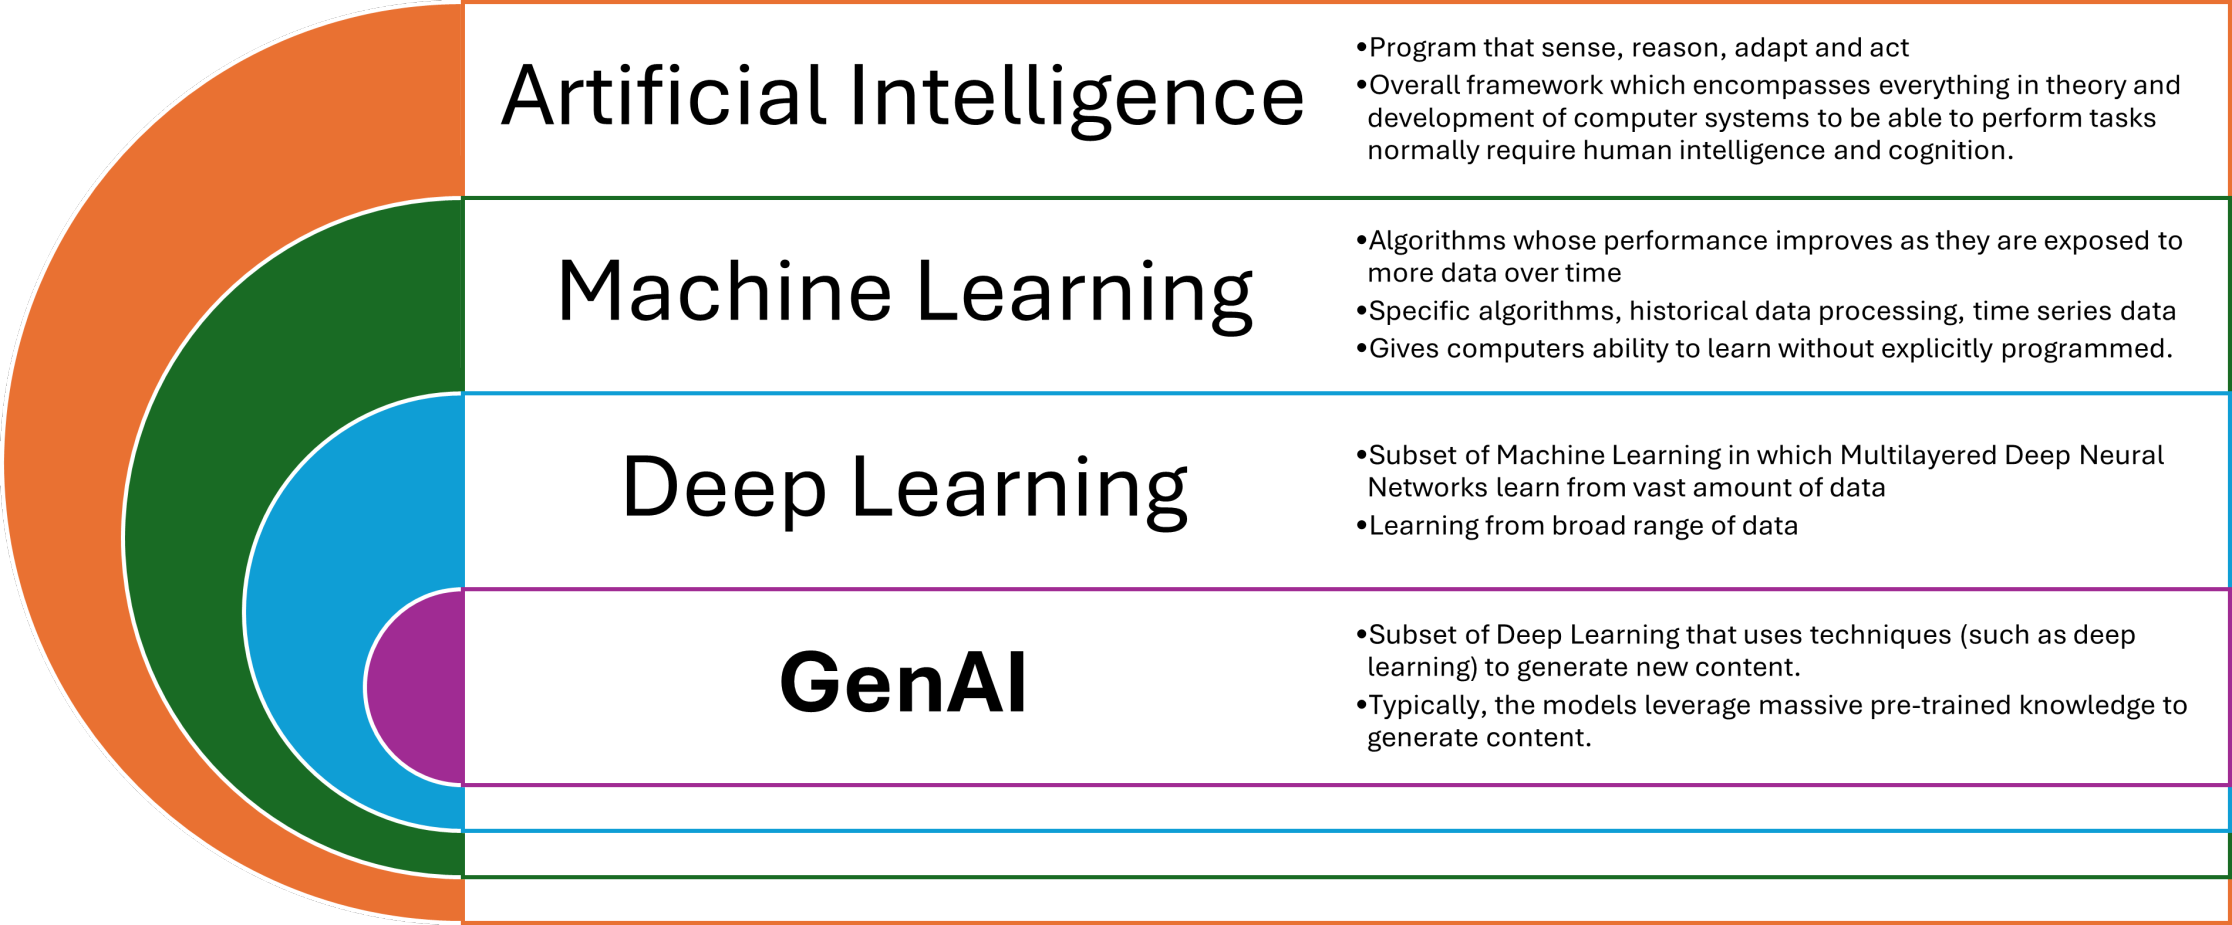 Artificial Intelligence
•Program that sense, reason, adapt and act
•Overall framework which encompasses everything in theory and
development of computer systems to be able to perform tasks
normally require human intelligence and cognition.
Machine Learning
•Algorithms whose performance improves as they are exposed to
more data over time
•Specific algorithms, historical data processing, time series data
•Gives computers ability to learn without explicitly programmed.
Deep Learning
•Subset of Machine Learning in which Multilayered Deep Neural
Networks learn from vast amount of data
•Learning from broad range of data
GenAI
•Subset of Deep Learning that uses techniques (such as deep
learning) to generate new content.
•Typically, the models leverage massive pre-trained knowledge to
generate content.